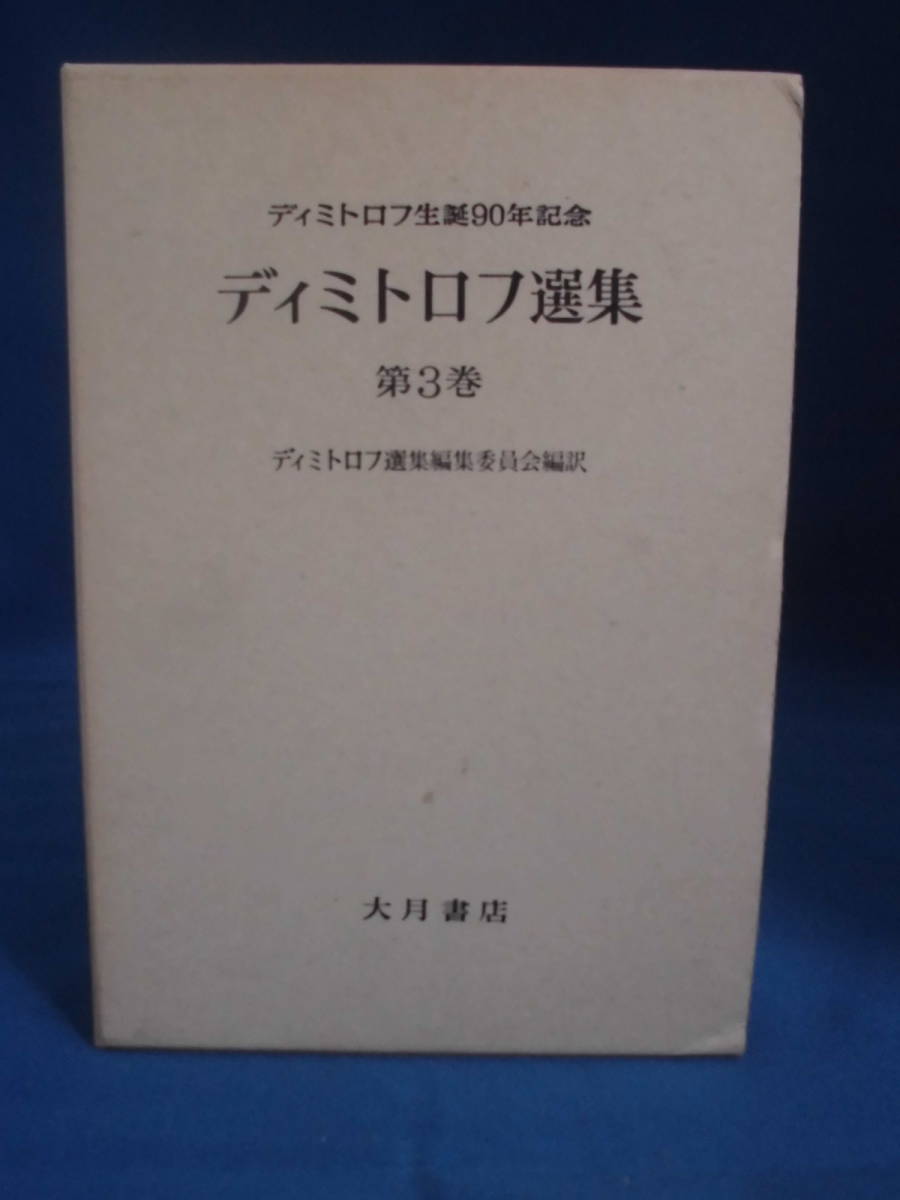 ディミトロフ生誕90年記念
ディミトロフ選集
第3巻
ディミトロフ選集編集委員会編訳
大月書店